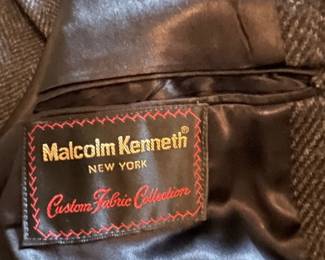 Malcolm Kenneth®
NEW YORK
Custom Fabric Collection